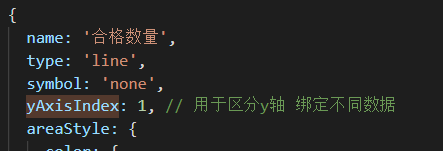 {
name: '合格数量',
type: 'line',
symbol: 'none',
yAxisIndex: 1, // 用于区分y轴 绑定不同数据
areaStyle: {
color: {